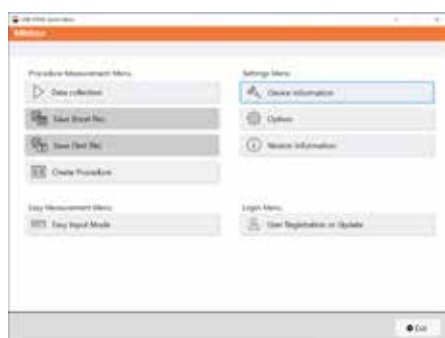 Mitutoyo
Procedure Measurement Menu
Data collection
Save (Excel file)
Save (Text file)
Create Procedure
Easy Measurement Menu
Easy Input Mode
Settings Menu
Device Information
Option
Version Information
Login Menu
User Registration or Update
Exit